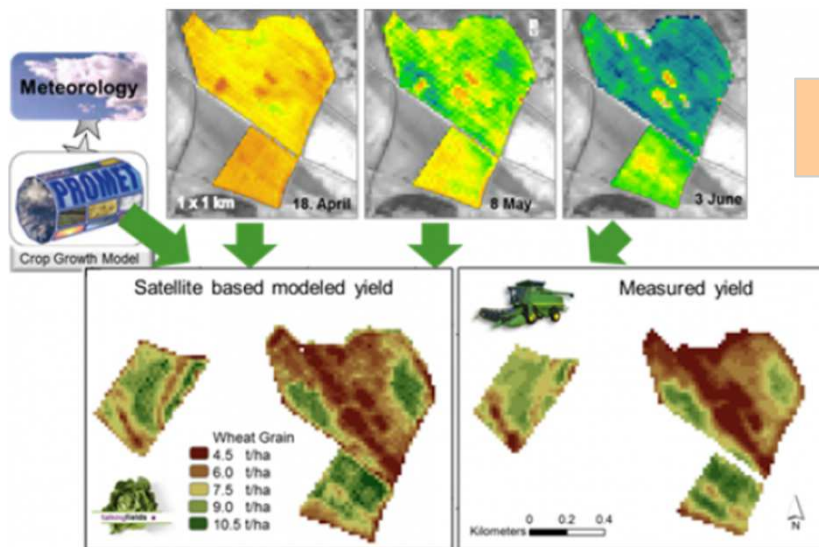 Meteorology
PROMET
Crop Growth Model
1 x 1 km
18. April
8 May
3 June
Satellite based modeled yield
Measured yield
Wheat Grain
4.5 t/ha
6.0 t/ha
7.5 t/ha
9.0 t/ha
10.5 t/ha
talkingfields
Kilometers
0 0.2 0.4
N